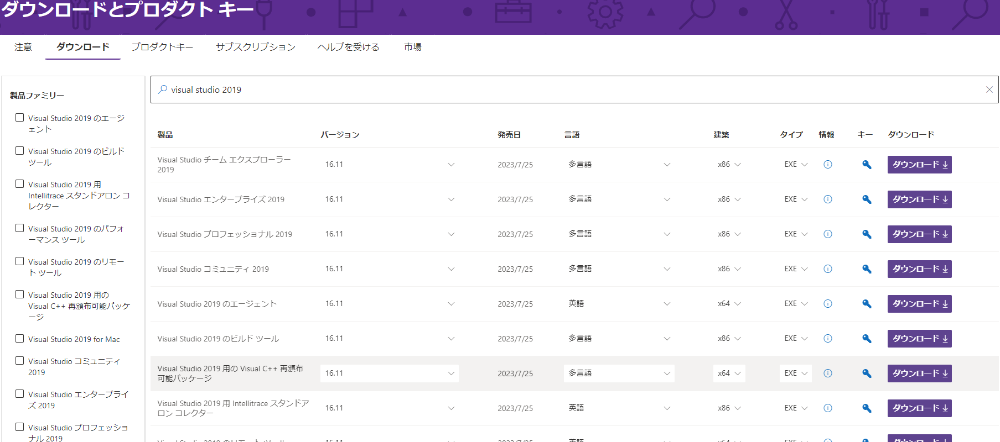 ダウンロードとプロダクト キー
注意 ダウンロード プロダクトキー サブスクリプション ヘルプを受ける 市場
製品ファミリー
Visual Studio 2019 のエージ
ェント
Visual Studio 2019 のビルド
ツール
Visual Studio 2019 用
Intellitrace スタンドアロン コ
レクター
Visual Studio 2019 のパフォ
ーマンス ツール
Visual Studio 2019 のリモー
ト ツール
Visual Studio 2019 用の
Visual C++ 再頒布可能パッケ
ージ
Visual Studio 2019 for Mac
Visual Studio コミュニティ
2019
Visual Studio エンタープライ
ズ 2019
Visual Studio プロフェッショ
ナル 2019
visual studio 2019
製品 バージョン 発売日 言語 建築 タイプ 情報 キー ダウンロード
Visual Studio チーム エクスプローラー
2019
16.11 2023/7/25 多言語 x86 EXE ダウンロード
Visual Studio エンタープライズ 2019 16.11 2023/7/25 多言語 x86 EXE ダウンロード
Visual Studio プロフェッショナル 2019 16.11 2023/7/25 多言語 x86 EXE ダウンロード
Visual Studio コミュニティ 2019 16.11 2023/7/25 多言語 x86 EXE ダウンロード
Visual Studio 2019 のエージェント 16.11 2023/7/25 英語 x64 EXE ダウンロード
Visual Studio 2019 のビルド ツール 16.11 2023/7/25 多言語 x86 EXE ダウンロード
Visual Studio 2019 用の Visual C++ 再頒布
可能パッケージ
16.11 2023/7/25 多言語 x64 EXE ダウンロード
Visual Studio 2019 用 Intellitrace スタンドア
ロン コレクター
16.11 2023/7/25 英語 x86 EXE ダウンロード
Visual Studio 2019 のリモート ツール 16.11 英語 x64 EXE ダウンロード